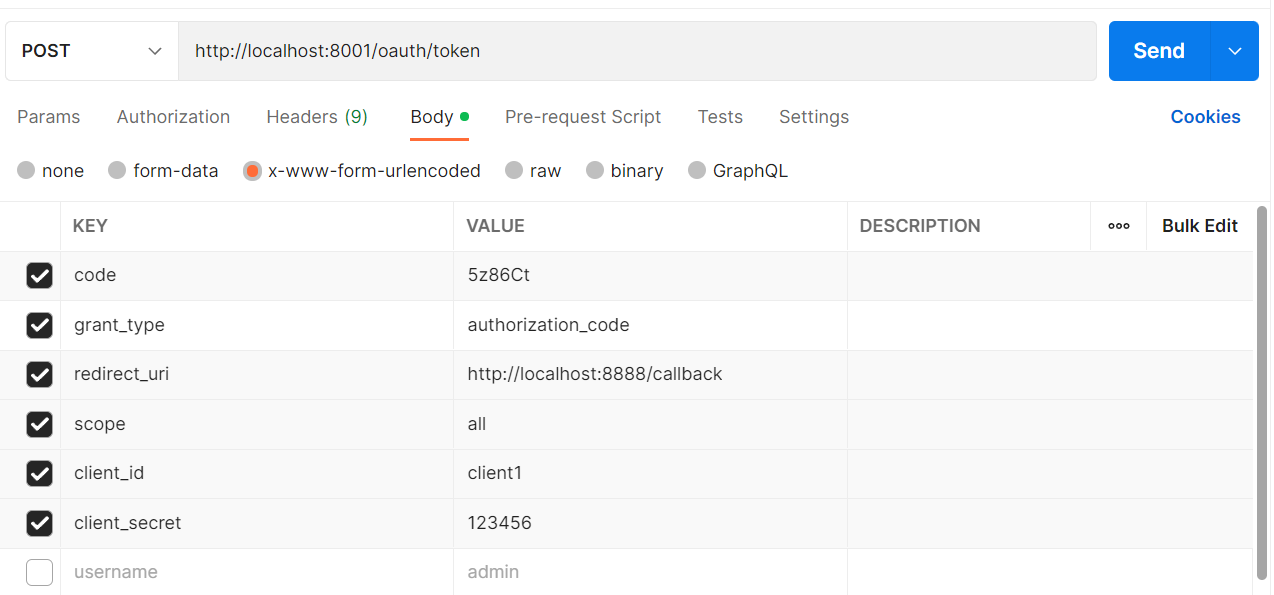 POST http://localhost:8001/oauth/token Send
Params Authorization Headers (9) Body Pre-request Script Tests Settings Cookies
none form-data x-www-form-urlencoded raw binary GraphQL
KEY VALUE DESCRIPTION ooo Bulk Edit
code 5z86Ct
grant_type authorization_code
redirect_uri http://localhost:8888/callback
scope all
client_id client1
client_secret 123456
username admin